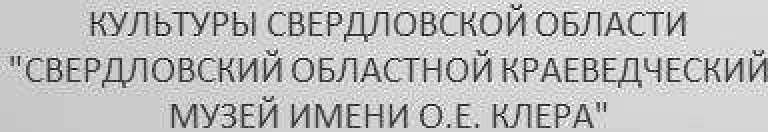 КУЛЬТУРЫ СВЕРДЛОВСКОЙ ОБЛАСТИ
"СВЕРДЛОВСКИЙ ОБЛАСТНОЙ КРАЕВЕДЧЕСКИЙ
МУЗЕЙ ИМЕНИ О.Е. КЛЕРА"